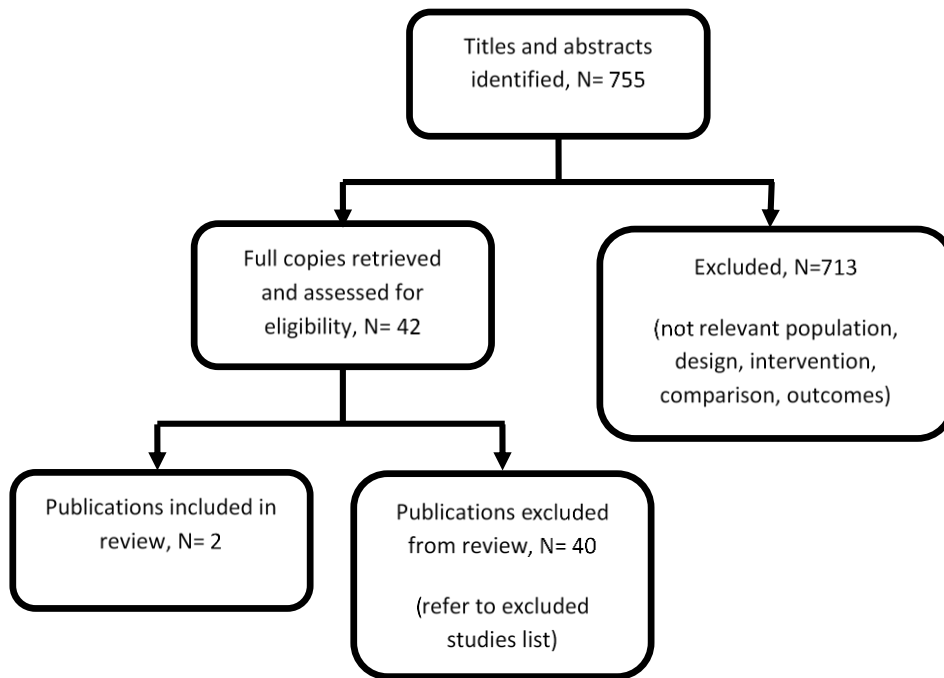 Titles and abstracts
identified, N= 755
Full copies retrieved
and assessed for
eligibility, N= 42
Excluded, N=713
(not relevant population,
design, intervention,
comparison, outcomes)
Publications included in
review, N= 2
Publications excluded
from review, N= 40
(refer to excluded
studies list)